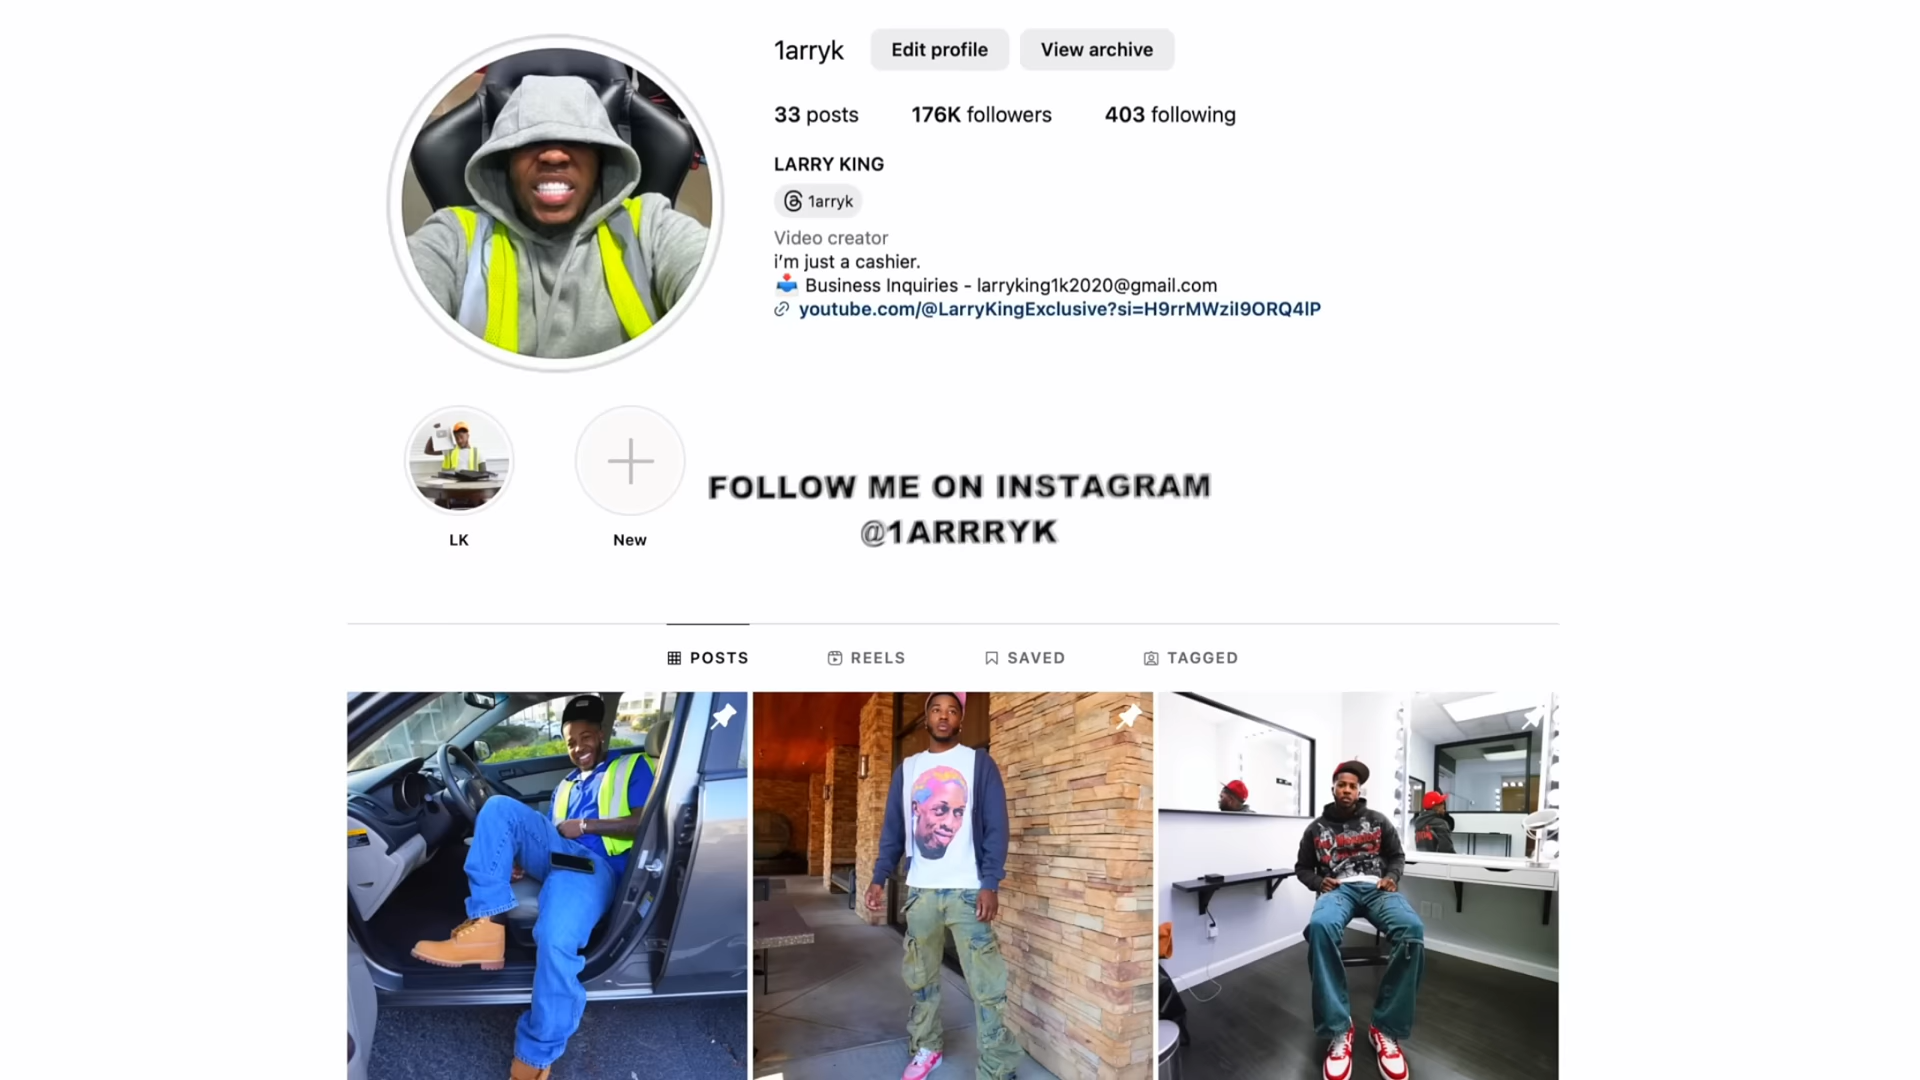 1arryk Edit profile View archive
33 posts 176K followers 403 following
LARRY KING
1arryk
Video creator
i'm just a cashier.
📥 Business Inquiries - larryking1k2020@gmail.com
youtube.com/@LarryKingExclusive?si=H9rrMWziI9ORQ4lP
FOLLOW ME ON INSTAGRAM
@1ARRRYK
LK New
POSTS REELS SAVED TAGGED